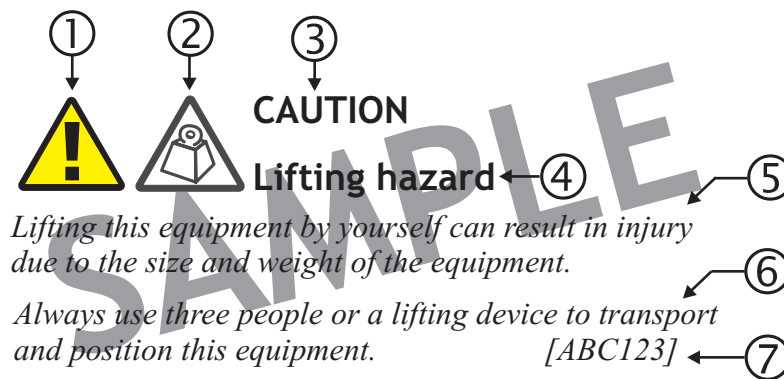 ① ② ③
CAUTION
Lifting hazard ④
⑤
Lifting this equipment by yourself can result in injury
due to the size and weight of the equipment.
⑥
Always use three people or a lifting device to transport
and position this equipment. [ABC123] ⑦
SAMPLE